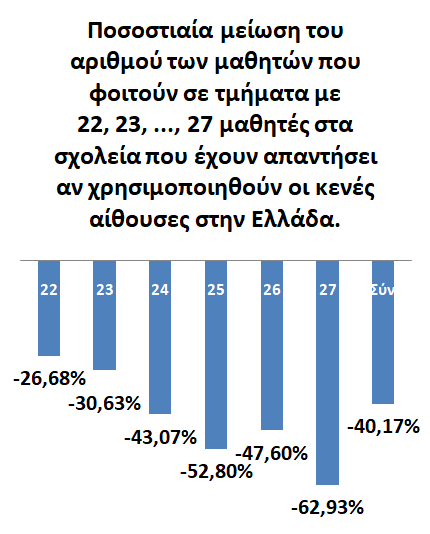 Ποσοστιαία μείωση του
αριθμού των μαθητών που
φοιτούν σε τμήματα με
22, 23, ..., 27 μαθητές στα
σχολεία που έχουν απαντήσει
αν χρησιμοποιηθούν οι κενές
αίθουσες στην Ελλάδα.
22 23 24 25 26 27 Σύν
-26,68%
-30,63%
-43,07%
-52,80%
-47,60%
-62,93%
-40,17%